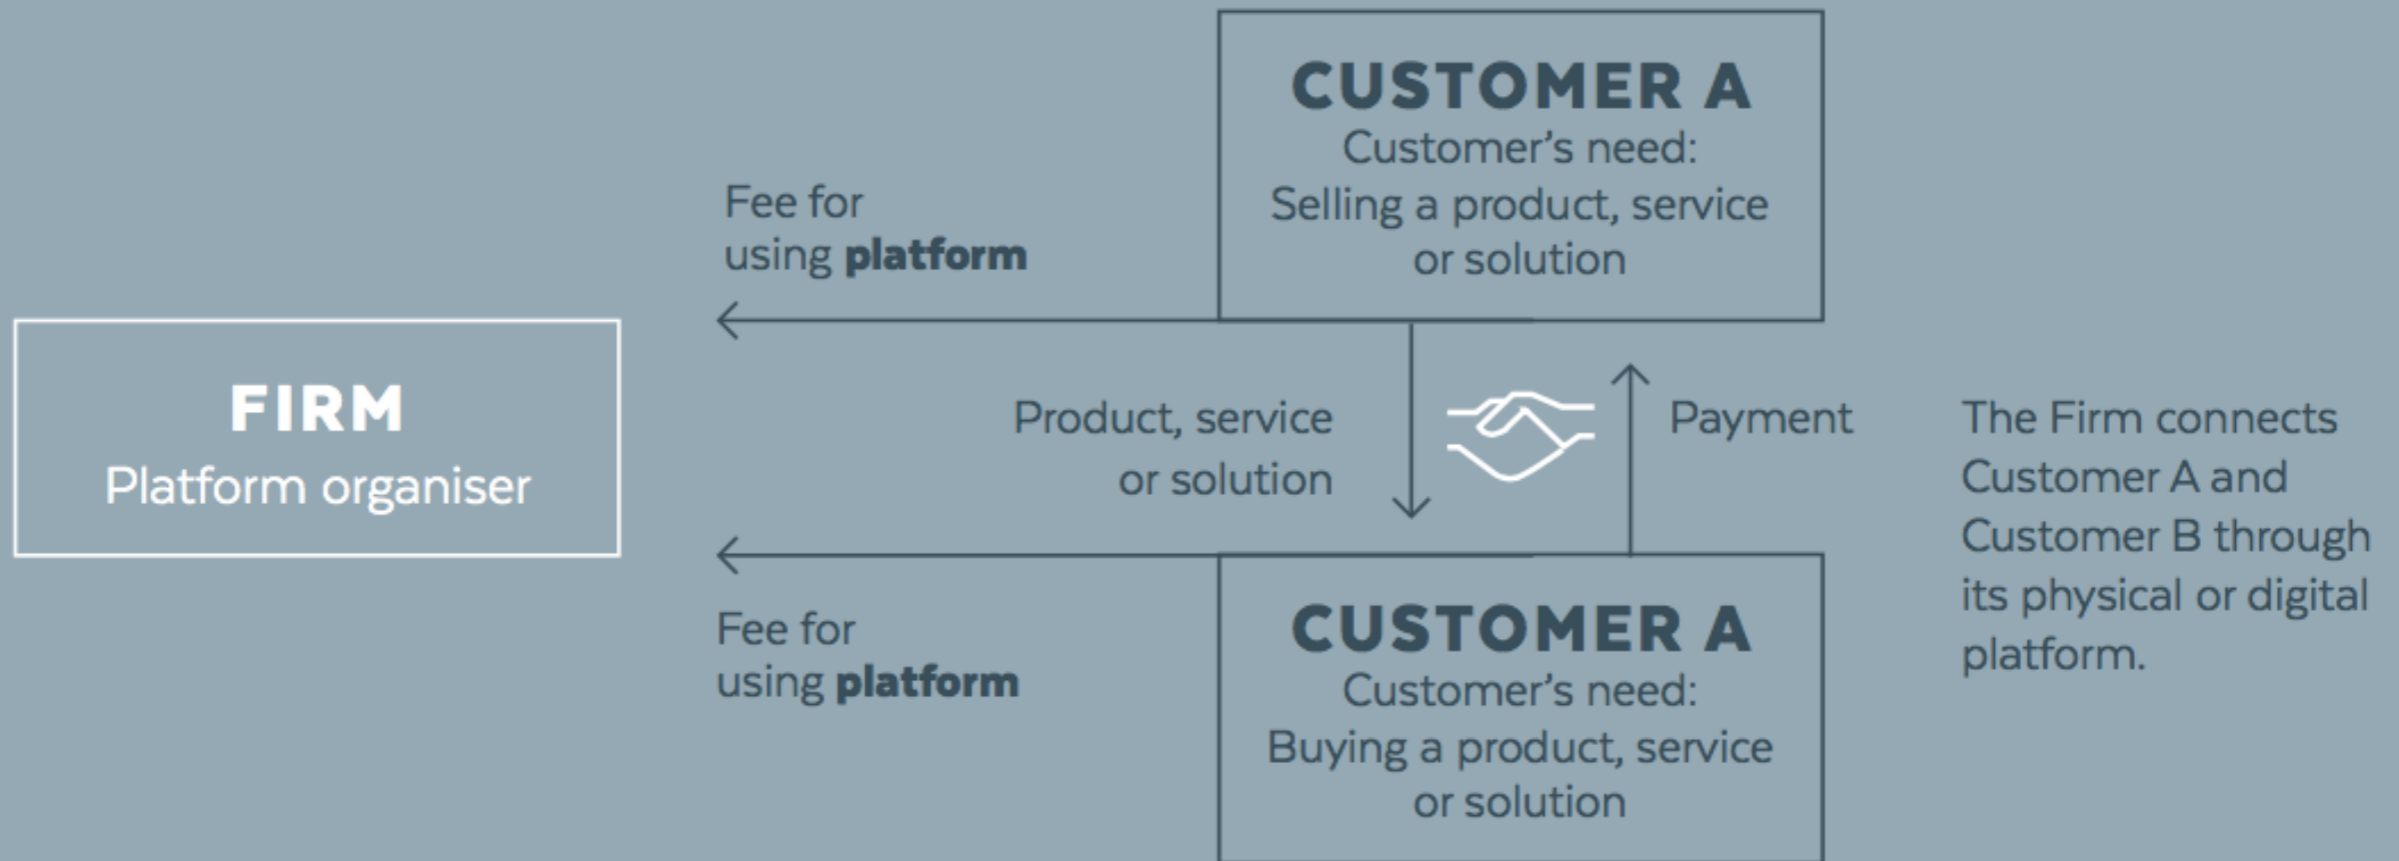 CUSTOMER A
Customer’s need:
Selling a product, service
or solution
Fee for
using platform
FIRM
Platform organiser
Product, service
or solution
Payment
The Firm connects
Customer A and
Customer B through
its physical or digital
platform.
Fee for
using platform
CUSTOMER A
Customer’s need:
Buying a product, service
or solution